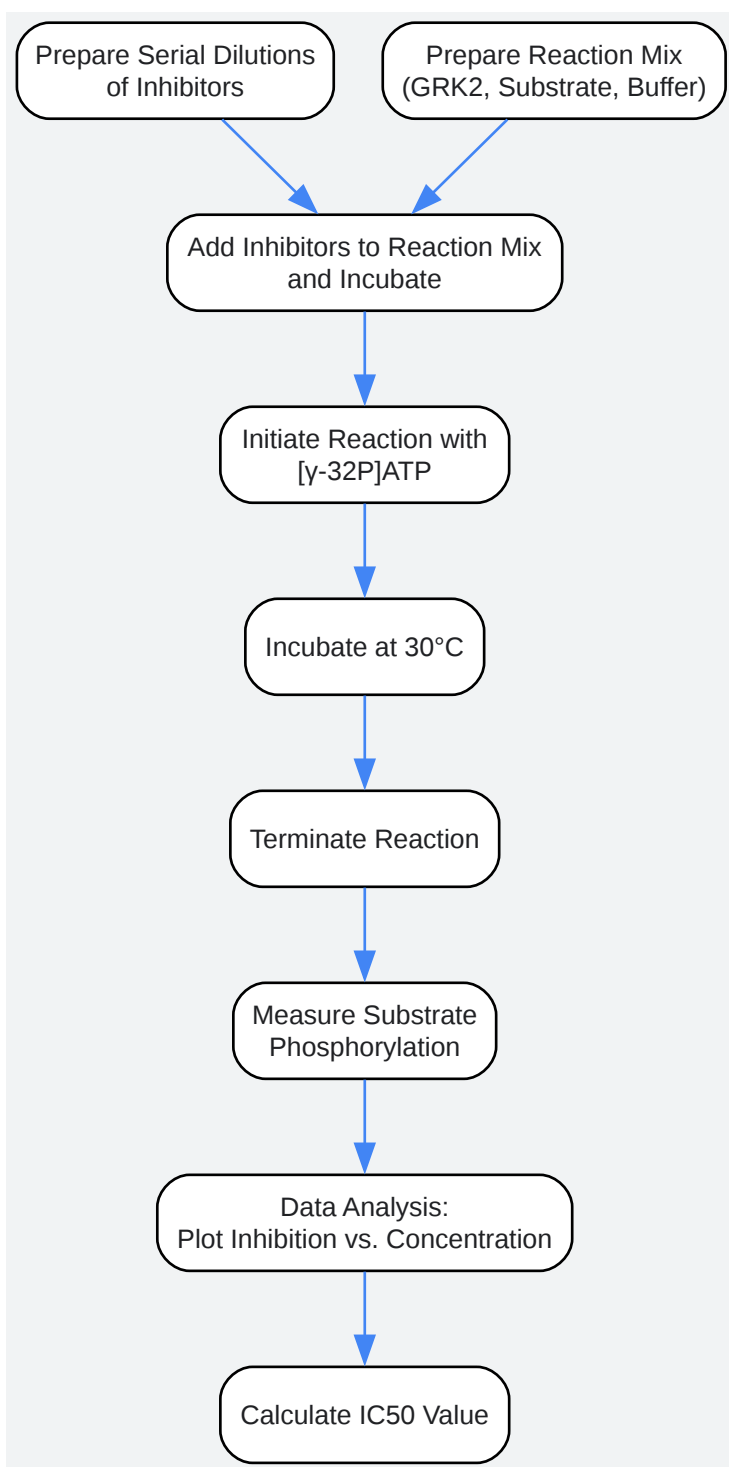 Prepare Serial Dilutions
of Inhibitors
Prepare Reaction Mix
(GRK2, Substrate, Buffer)
Add Inhibitors to Reaction Mix
and Incubate
Initiate Reaction with
[γ-32P]ATP
Incubate at 30°C
Terminate Reaction
Measure Substrate
Phosphorylation
Data Analysis:
Plot Inhibition vs. Concentration
Calculate IC50 Value